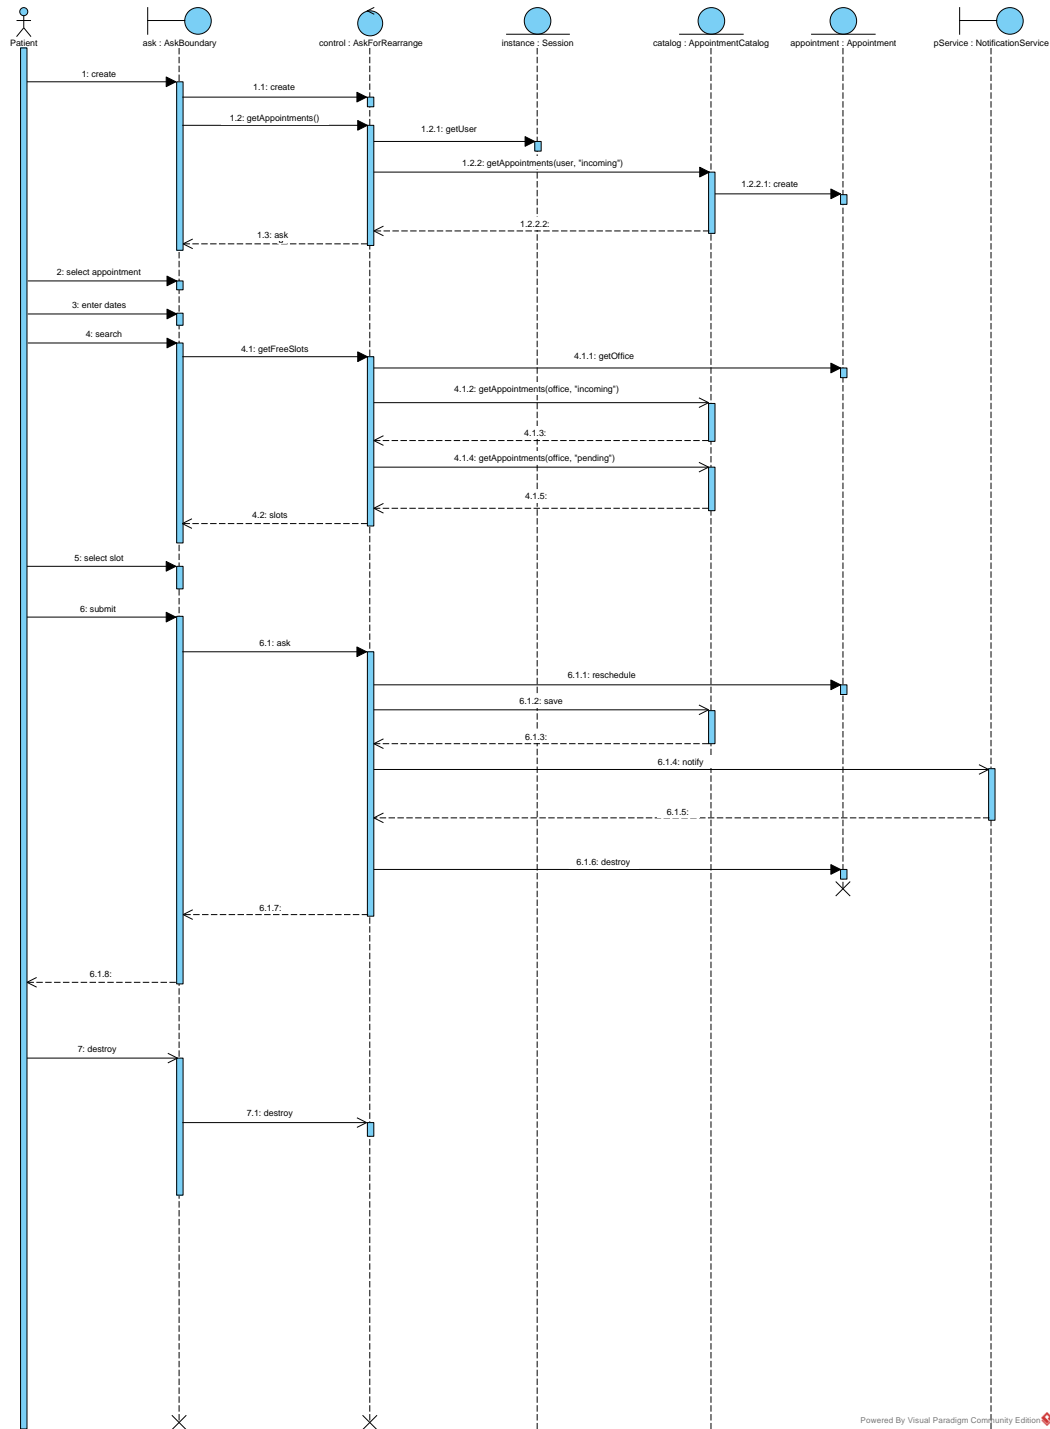 Patient
ask : AskBoundary
control : AskForRearrange
instance : Session
catalog : AppointmentCatalog
appointment : Appointment
pService : NotificationService
1: create
1.1: create
1.2: getAppointments()
1.2.1: getUser
1.2.2: getAppointments(user, "incoming")
1.2.2.1: create
1.2.2.2:
1.3: ask
2: select appointment
3: enter dates
4: search
4.1: getFreeSlots
4.1.1: getOffice
4.1.2: getAppointments(office, "incoming")
4.1.3:
4.1.4: getAppointments(office, "pending")
4.1.5:
4.2: slots
5: select slot
6: submit
6.1: ask
6.1.1: reschedule
6.1.2: save
6.1.3:
6.1.4: notify
6.1.5:
6.1.6: destroy
6.1.7:
6.1.8:
7: destroy
7.1: destroy
Powered By Visual Paradigm Community Edition